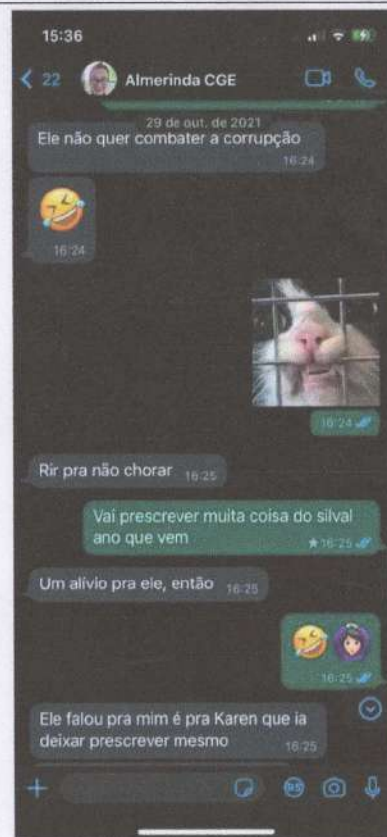 15:36
22 Almerinda CGE
29 de out. de 2021
Ele não quer combater a corrupção
16:24
16:24
16:24
Rir pra não chorar 16:25
Vai prescrever muita coisa do silval
ano que vem
16:25
Um alívio pra ele, então 16:25
16:25
Ele falou pra mim é pra Karen que ia
deixar prescrever mesmo 16:25